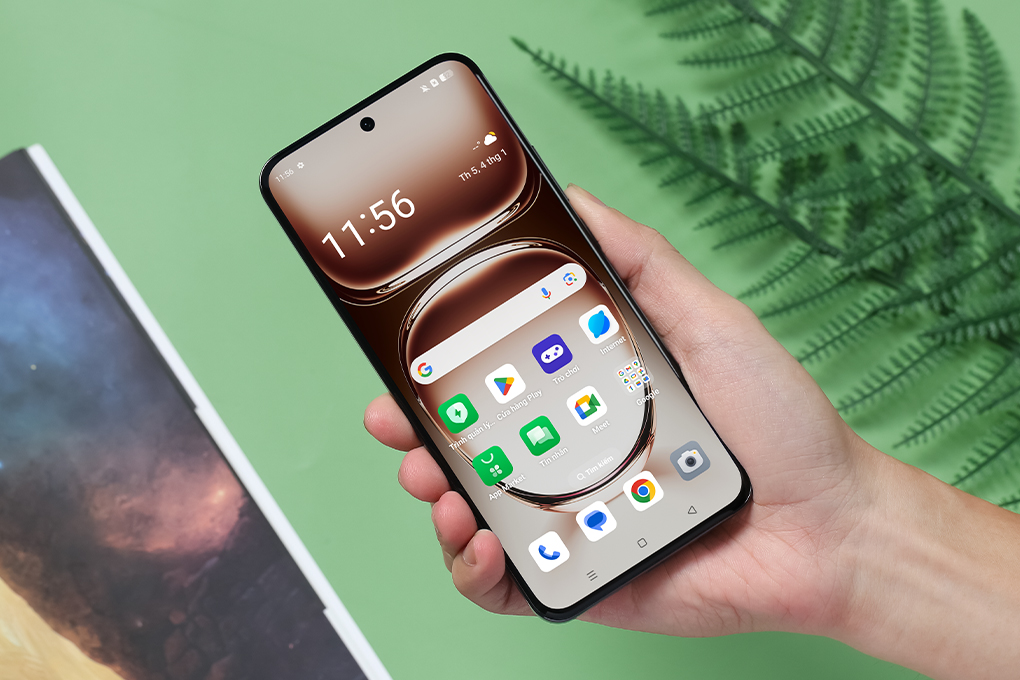 11:56
11:56
Th 5, 4 thg 1
Internet
Trò chơi
Cửa hàng Play
Trình quản lý...
Google
Meet
Tin nhắn
App Market
Tìm kiếm